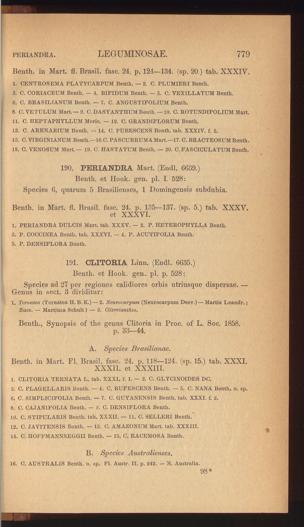 PERIANDRA. LEGUMINOSAE. 779
Benth. in Mart. fl. Brasil. fasc. 24. p. 124—134. (sp. 20.) tab. XXXIV.
1. CENTROSEMA PLATYCARPUM Benth. — 2. C. PLUMIERI Benth.
3. C. CORIACEUM Benth. — 4. BIFIDUM Benth. — 5. C. VEXILLATUM Benth.
6. C. BRASILIANUM Benth. — 7. C. ANGUSTIFOLIUM Benth.
8. C. VETULUM Mart. — 9. C. DASYANTHUM Benth. — 10. C. ROTUNDIFOLIUM Mart.
11. C. HEPTAPHYLLUM Moric. — 12. C. GRANDIFLORUM Benth.
13. C. ARENARIUM Benth. — 14. C. PUBESCENS Benth. tab. XXXIV. f. 2.
15. C. VIRGINIANUM Benth.—16. C. PASCUORUM Mart.—17. C. BRACTEOSUM Benth.
18. C. VENOSUM Mart. — 19. C. HASTATUM Benth. — 20. C. FASCICULATUM Benth.
190. PERIANDRA Mart. (Endl. 6639.)
Benth. et Hook. gen. pl. I. 528:
Species 6, quarum 5 Brasilienses, 1 Domingensis subdubia.
Benth. in Mart. fl. Brasil. fasc. 24. p. 135—137. (sp. 5.) tab. XXXV.
et XXXVI.
1. PERIANDRA DULCIS Mart. tab. XXXV. — 2. P. HETEROPHYLLA Benth.
3. P. COCCINEA Benth. tab. XXXVI. — 4. P. ACUTIFOLIA Benth.
5. P. DENSIFLORA Benth.
191. CLITORIA Linn. (Endl. 6635.)
Benth. et Hook. gen. pl. p. 528:
Species ad 27 per regiones calidiores orbis utriusque dispersae. —
Genus in sect. 3 dividitur:
1. Ternatea (Ternatea H. B. K.) — 2. Neurocarpum (Neurocarpum Desv.) — Martia Leandr.;
— 3. Clitorianthes.
Benth., Synopsis of the genus Clitoria in Proc. of L. Soc. 1858,
p. 33—44.
A. Species Brasilianae.
Benth. in Mart. Fl. Brasil. fasc. 24. p. 118—124. (sp. 15.) tab. XXXI.
XXXII. et XXXIII.
1. CLITORIA TERNATA L. tab. XXXI. f. 1. — 2. C. GLYCINOIDES DC.
3. C. FLAGELLARIS Benth. — 4. C. RUFESCENS Benth. — 5. C. NANA Benth. n. sp.
6. C. SIMPLICIFOLIA Benth. — 7. C. GUYANENSIS Benth. tab. XXXI. f. 2.
8. C. CAJANIFOLIA Benth. — 9. C. DENSIFLORA Benth.
10. C. STIPULARIS Benth. tab. XXXII. — 11. C. SELLOI Benth.
12. C. JAVITENSIS Benth. — 13. C. AMAZONUM Mart. tab. XXXIII.
14. C. HOFFMANNSEGGII Benth. — 15. C. RACEMOSA Benth.
B. Species Australienses,
16. C. AUSTRALIS Benth. n. sp. Fl. Austr. II. p. 242. — N. Australia.
98*